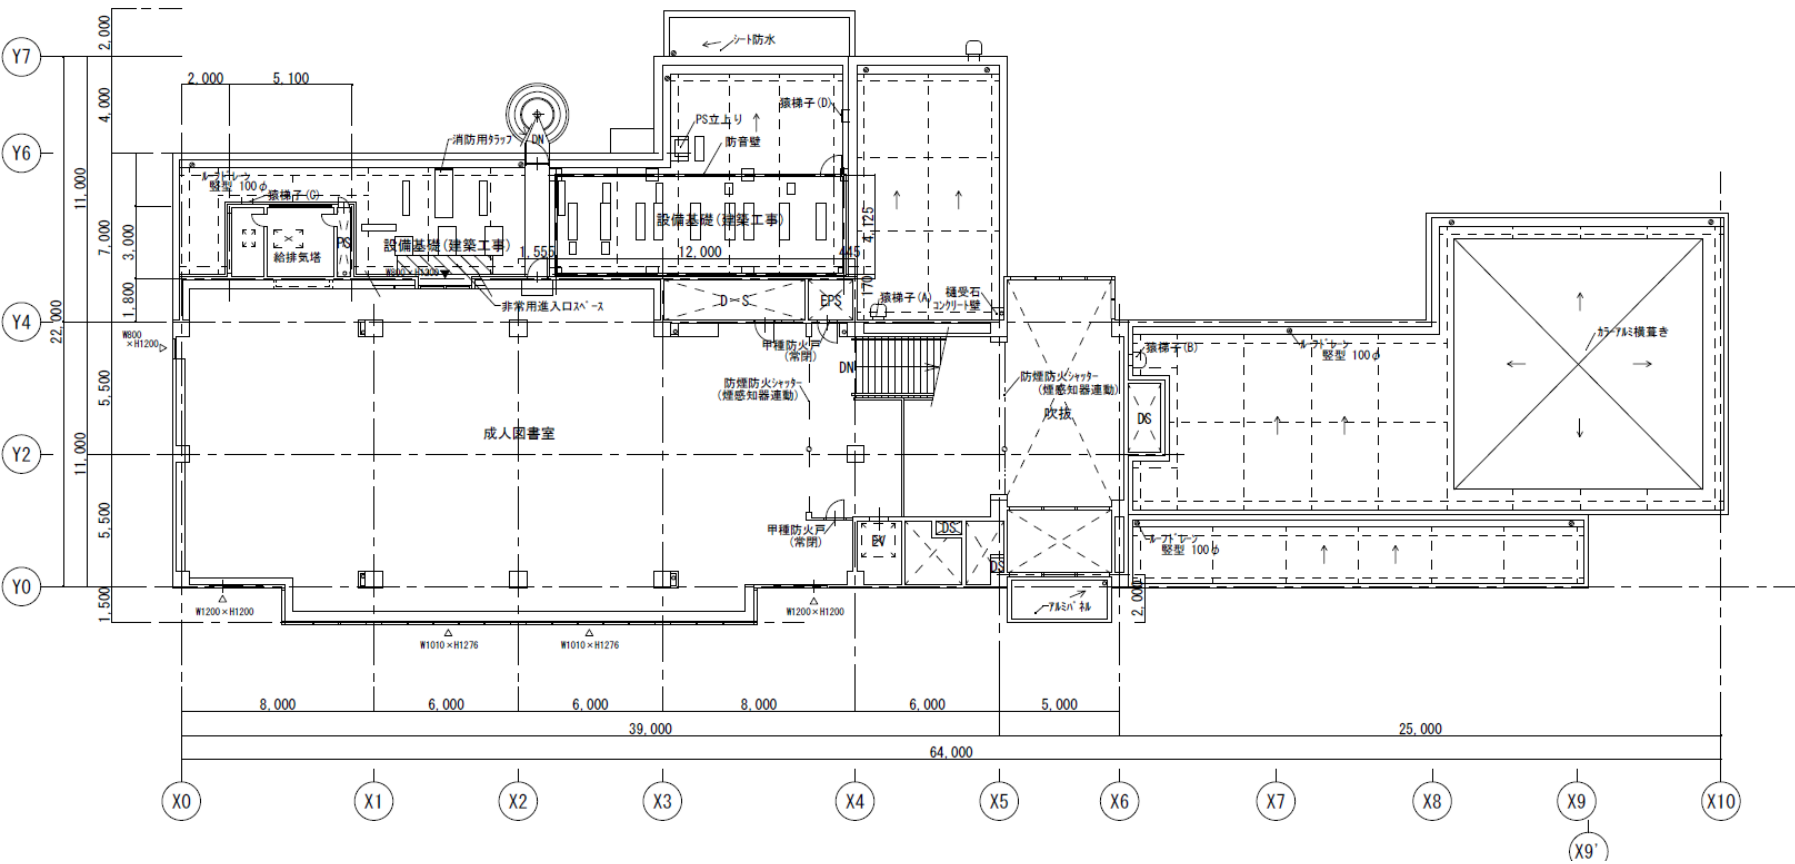 2,000
Y7
シート防水
2,000
5,100
4,000
猿梯子(D)
PS立上り
消防用タラップ
DN
防音壁
Y6
ルーフドレーン
竪型 100φ
猿梯子(C)
11,000
7,000
3,000
設備基礎(建築工事)
4,125
PS
設備基礎(建築工事)
給排気塔
1,555
12,000
445
W800×H1200
170
1,800
非常用進入口スペース
D S
EPS
猿梯子(A)
樋受石
コンクリート壁
Y4
22,000
W800
×H1200
甲種防火戸
(常閉)
DN
猿梯子(B)
ルーフドレーン
竪型 100φ
カラーアルミ横葺き
防煙防火シャッター
(煙感知器連動)
防煙防火シャッター
(煙感知器連動)
5,500
吹抜
DS
成人図書室
Y2
11,000
5,500
甲種防火戸
(常閉)
EV
DS
DS
ルーフドレーン
竪型 100φ
Y0
1,500
W1200×H1200
W1200×H1200
アルミパネル
2,000
W1010×H1276
W1010×H1276
8,000
6,000
6,000
8,000
6,000
5,000
39,000
25,000
64,000
X0
X1
X2
X3
X4
X5
X6
X7
X8
X9
X10
X9'